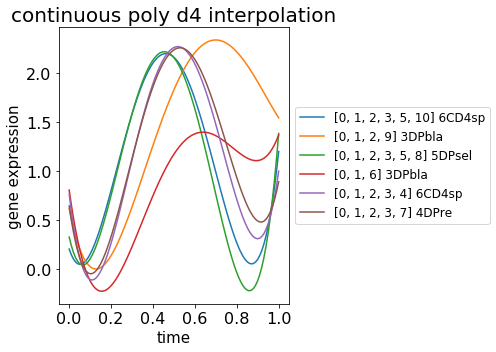 continuous poly d4 interpolation
gene expression
2.0
1.5
1.0
0.5
0.0
0.0 0.2 0.4 0.6 0.8 1.0
time
[0, 1, 2, 3, 5, 10] 6CD4sp
[0, 1, 2, 9] 3DPbla
[0, 1, 2, 3, 5, 8] 5DPsel
[0, 1, 6] 3DPbla
[0, 1, 2, 3, 4] 6CD4sp
[0, 1, 2, 3, 7] 4DPre